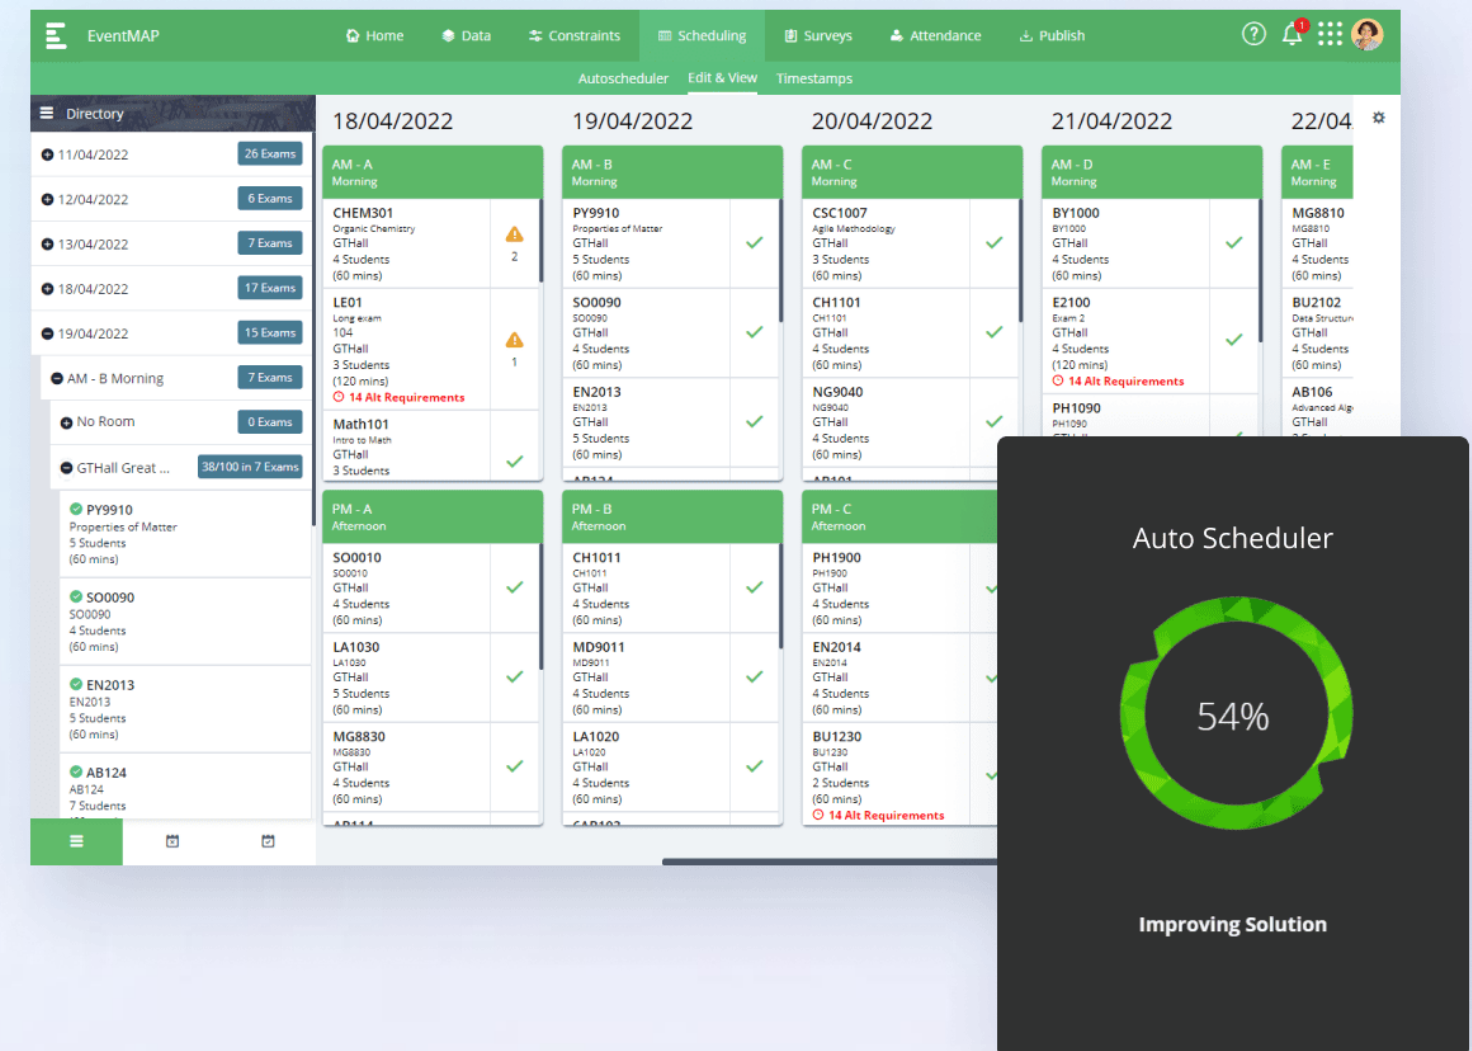 EventMAP
Home
Data
Constraints
Scheduling
Surveys
Attendance
Publish
1
Autoscheduler
Edit & View
Timestamps
Directory
11/04/2022
26 Exams
12/04/2022
6 Exams
13/04/2022
7 Exams
18/04/2022
17 Exams
19/04/2022
15 Exams
AM - B Morning
7 Exams
No Room
0 Exams
GTHall Great ...
38/100 in 7 Exams
PY9910
Properties of Matter
5 Students
(60 mins)
SO0090
SO0090
4 Students
(60 mins)
EN2013
EN2013
5 Students
(60 mins)
AB124
AB124
7 Students
18/04/2022
AM - A
Morning
CHEM301
Organic Chemistry
GTHall
4 Students
(60 mins)
2
LE01
Long exam
104
GTHall
3 Students
(120 mins)
14 Alt Requirements
1
Math101
Intro to Math
GTHall
3 Students
PM - A
Afternoon
SO0010
SO0010
GTHall
4 Students
(60 mins)
LA1030
LA1030
GTHall
5 Students
(60 mins)
MG8830
MG8830
GTHall
4 Students
(60 mins)
AB114
19/04/2022
AM - B
Morning
PY9910
Properties of Matter
GTHall
5 Students
(60 mins)
SO0090
SO0090
GTHall
4 Students
(60 mins)
EN2013
EN2013
GTHall
5 Students
(60 mins)
AB124
PM - B
Afternoon
CH1011
CH1011
GTHall
4 Students
(60 mins)
MD9011
MD9011
GTHall
4 Students
(60 mins)
LA1020
LA1020
GTHall
4 Students
(60 mins)
20/04/2022
AM - C
Morning
CSC1007
Agile Methodology
GTHall
3 Students
(60 mins)
CH1101
CH1101
GTHall
4 Students
(60 mins)
NG9040
NG9040
GTHall
4 Students
(60 mins)
AB101
PM - C
Afternoon
PH1900
PH1900
GTHall
4 Students
(60 mins)
EN2014
EN2014
GTHall
4 Students
(60 mins)
BU1230
BU1230
GTHall
2 Students
(60 mins)
14 Alt Requirements
21/04/2022
AM - D
Morning
BY1000
BY1000
GTHall
4 Students
(60 mins)
E2100
Exam 2
GTHall
4 Students
(120 mins)
14 Alt Requirements
PH1090
PH1090
22/04
AM - E
Morning
MG8810
MG8810
GTHall
4 Students
(60 mins)
BU2102
Data Structur
GTHall
4 Students
(60 mins)
AB106
Advanced Alg
GTHall
Auto Scheduler
54%
Improving Solution